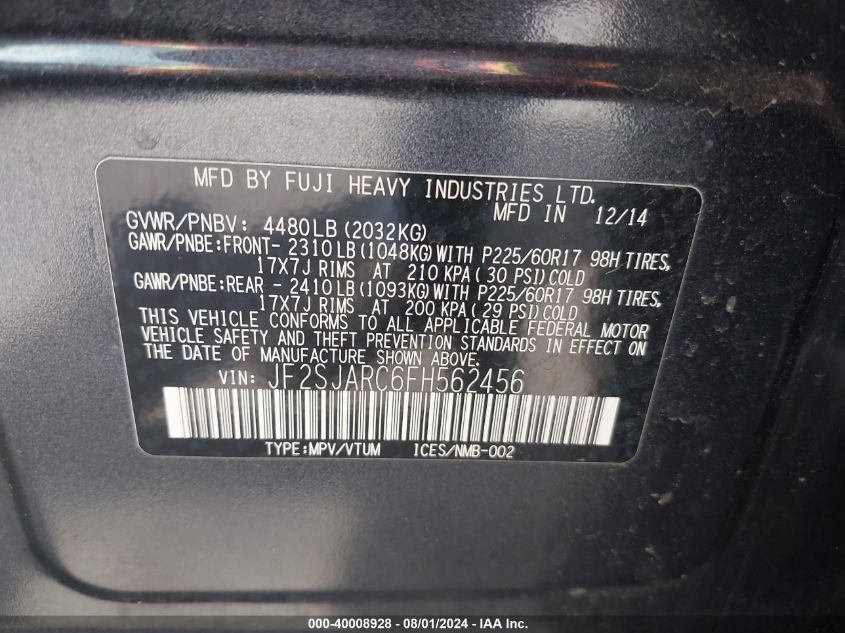 MFD BY FUJI HEAVY INDUSTRIES LTD.
MFD IN 12/14
GVWR/PNBV: 4480LB (2032KG)
GAWR/PNBE:FRONT- 2310LB (1048KG) WITH P225/60R17 98H TIRES,
17X7J RIMS AT 210 KPA (30 PSI) COLD
GAWR/PNBE:REAR - 2410LB (1093KG) WITH P225/60R17 98H TIRES,
17X7J RIMS AT 200 KPA (29 PSI) COLD
THIS VEHICLE CONFORMS TO ALL APPLICABLE FEDERAL MOTOR
VEHICLE SAFETY AND THEFT PREVENTION STANDARDS IN EFFECT ON
THE DATE OF MANUFACTURE SHOWN ABOVE.
VIN: JF2SJARC6FH562456
TYPE:MPV/VTUM ICES/NMB-002
000-40008928 - 08/01/2024 - IAA Inc.